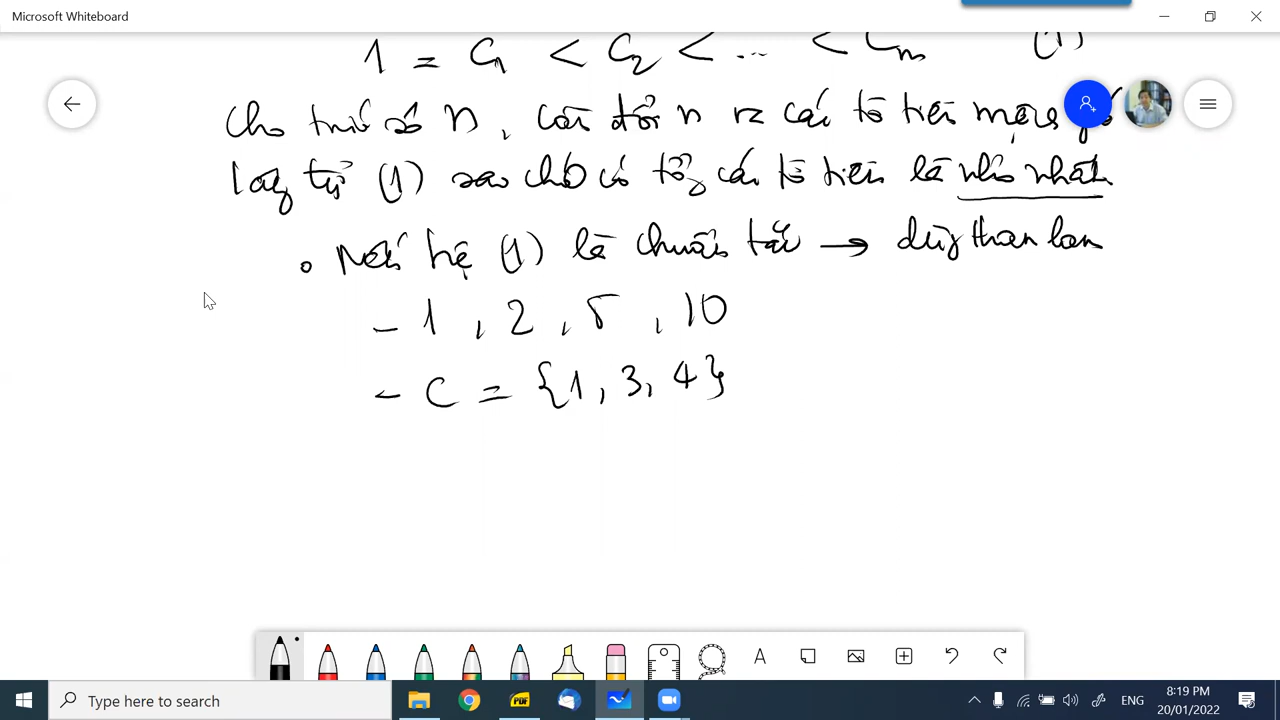 Microsoft Whiteboard
1 = C1 < C2 < ... < Cm (1)
Cho trước số n, cần đổi n ra các tờ tiền mệnh giá
lấy từ (1) sao cho có tổng các tờ tiền là nhỏ nhất
• Nếu hệ (1) là chuẩn tắc → dùng tham lam
- 1, 2, 5, 10
- C = {1, 3, 4}
A
Type here to search
PDF
ENG
8:19 PM
20/01/2022